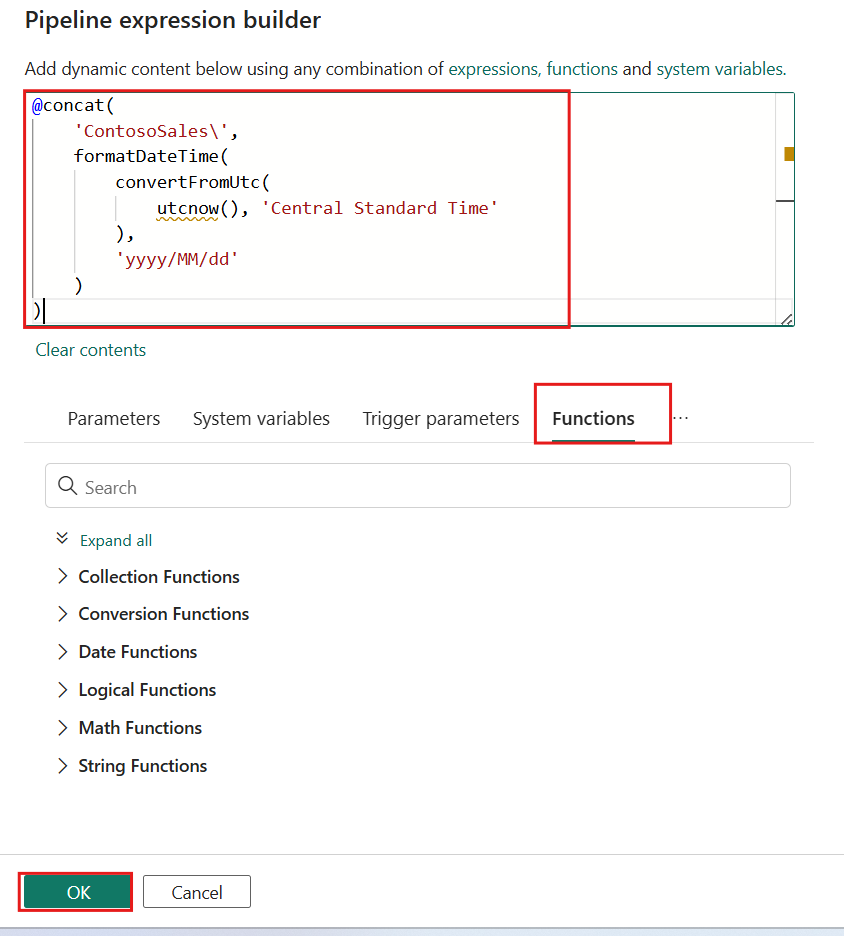 Pipeline expression builder
Add dynamic content below using any combination of expressions, functions and system variables.
@concat(
    'ContosoSales\',
    formatDateTime(
        convertFromUtc(
            utcnow(), 'Central Standard Time'
        ),
        'yyyy/MM/dd'
    )
)
Clear contents
Parameters System variables Trigger parameters Functions ...
Search
Expand all
Collection Functions
Conversion Functions
Date Functions
Logical Functions
Math Functions
String Functions
OK Cancel